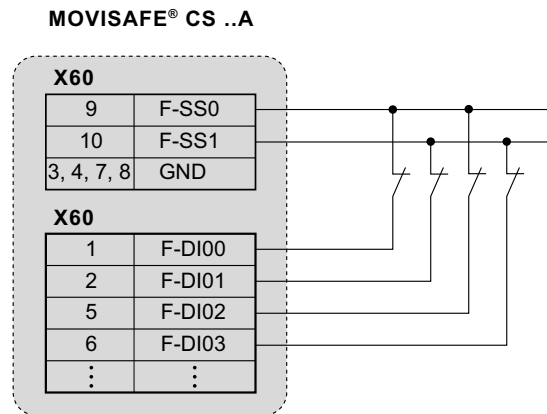 MOVISAFE® CS ..A
X60
9 F-SS0
10 F-SS1
3, 4, 7, 8 GND
X60
1 F-DI00
2 F-DI01
5 F-DI02
6 F-DI03
⋮ ⋮